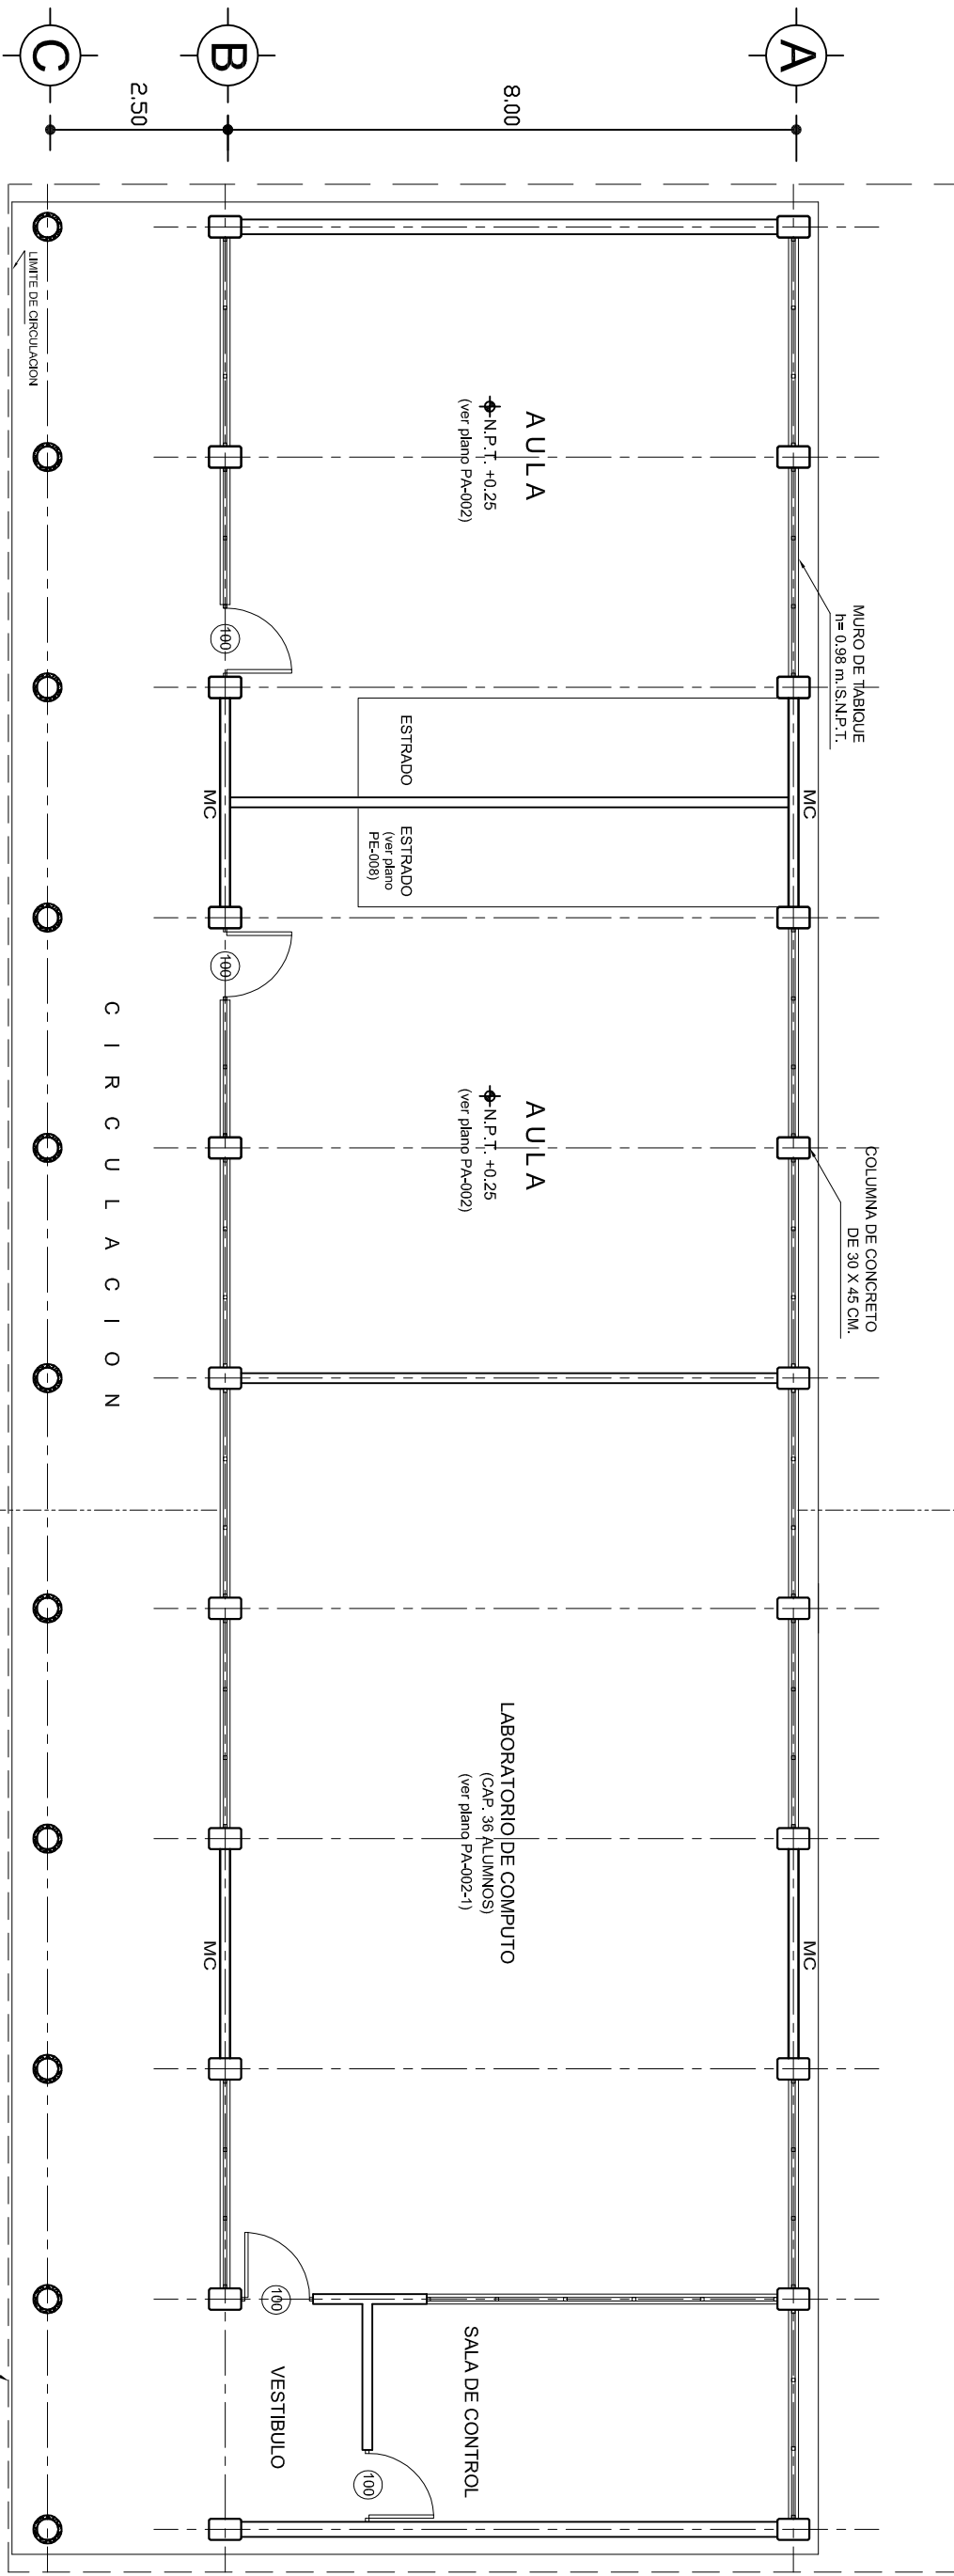 A
B
C
8.00
2.50
MURO DE TABIQUE
h= 0.98 m. S.N.P.T.
COLUMNA DE CONCRETO
DE 30 X 45 CM.
MC
MC
A U L A
N.P.T. +0.25
(ver plano PA-002)
ESTRADO
ESTRADO
(ver plano
PE-008)
A U L A
N.P.T. +0.25
(ver plano PA-002)
LABORATORIO DE COMPUTO
(CAP. 36 ALUMNOS)
(ver plano PA-002-1)
SALA DE CONTROL
100
VESTIBULO
100
100
100
MC
MC
C I R C U L A C I O N
LIMITE DE CIRCULACION